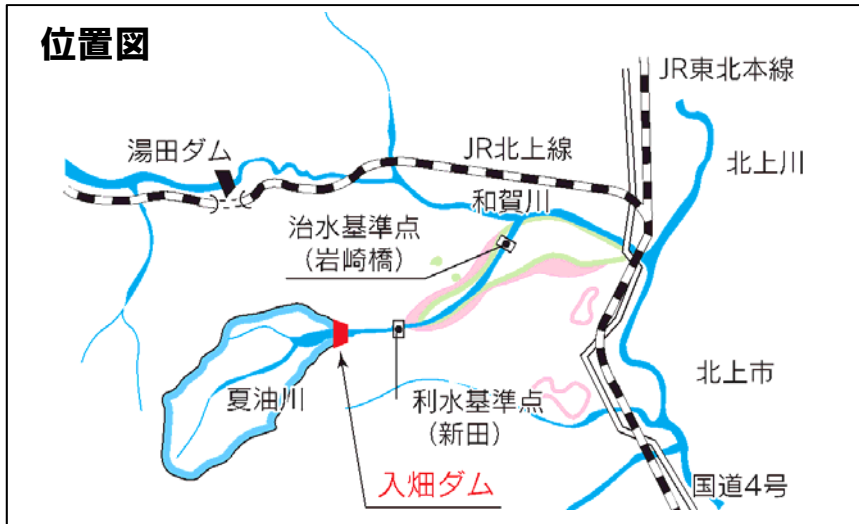 位置図
JR東北本線
湯田ダム
JR北上線
北上川
和賀川
治水基準点
(岩崎橋)
夏油川
利水基準点
(新田)
北上市
入畑ダム
国道4号